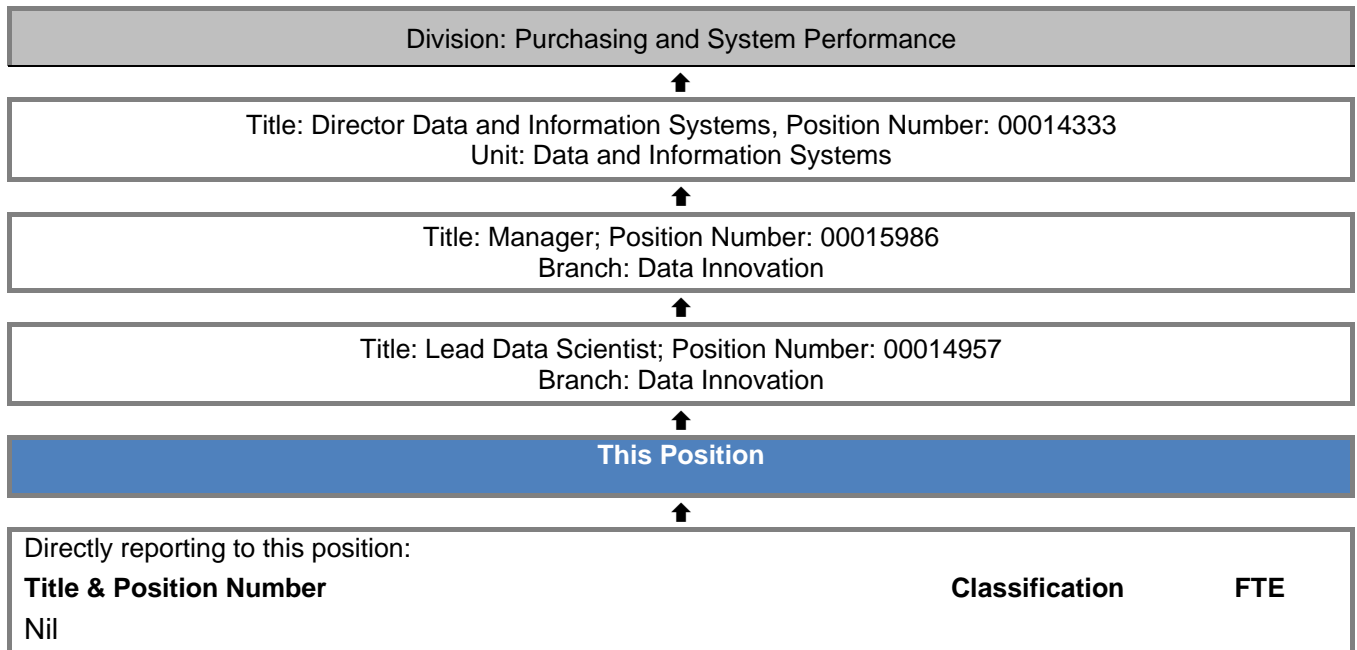 Division: Purchasing and System Performance
Title: Director Data and Information Systems, Position Number: 00014333
Unit: Data and Information Systems
Title: Manager; Position Number: 00015986
Branch: Data Innovation
Title: Lead Data Scientist; Position Number: 00014957
Branch: Data Innovation
This Position
Directly reporting to this position:
Title & Position Number Classification FTE
Nil